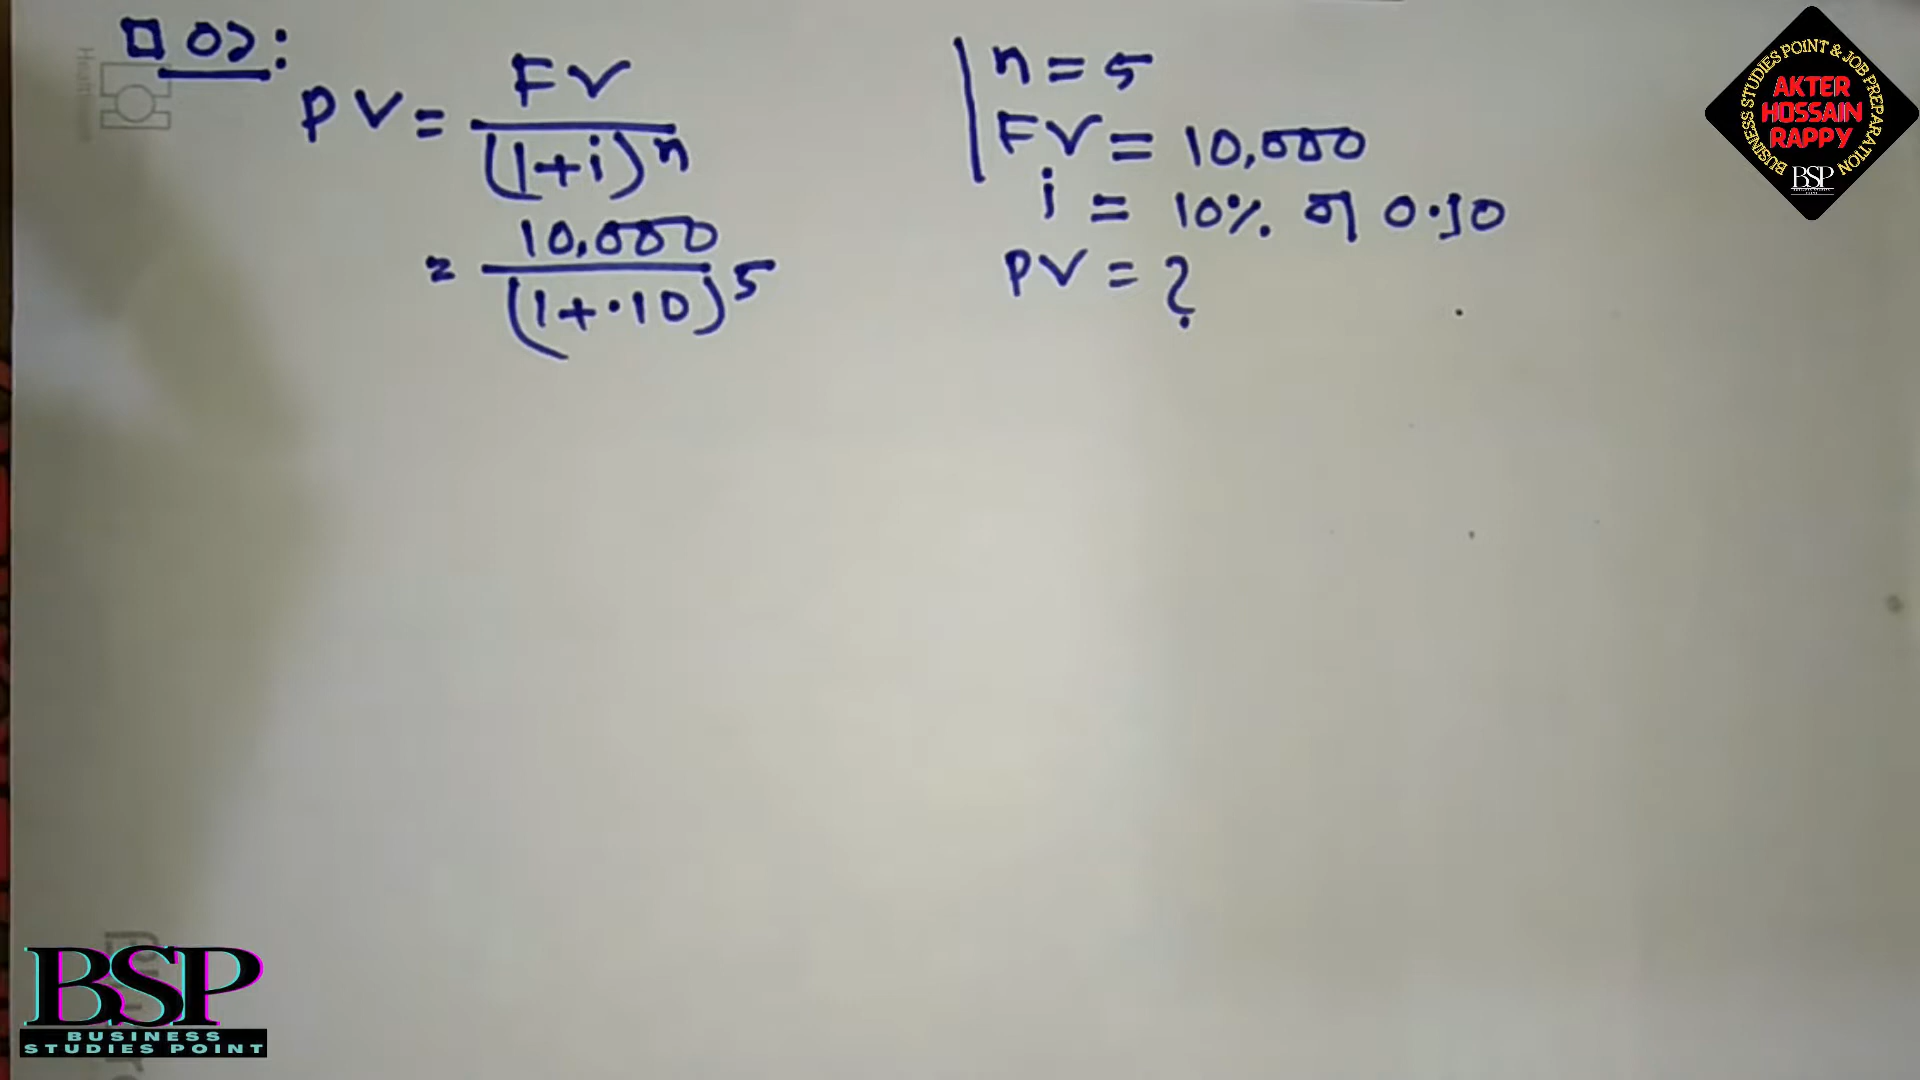 □ ০১:
PV = FV / (1+i)^n
= 10,000 / (1+·10)^5
n = 5
FV = 10,000
i = 10% বা 0·10
PV = ?
BUSINESS STUDIES POINT & JOB PREPARATION
AKTER
HOSSAIN
RAPPY
BSP
BSP
BUSINESS
STUDIES POINT